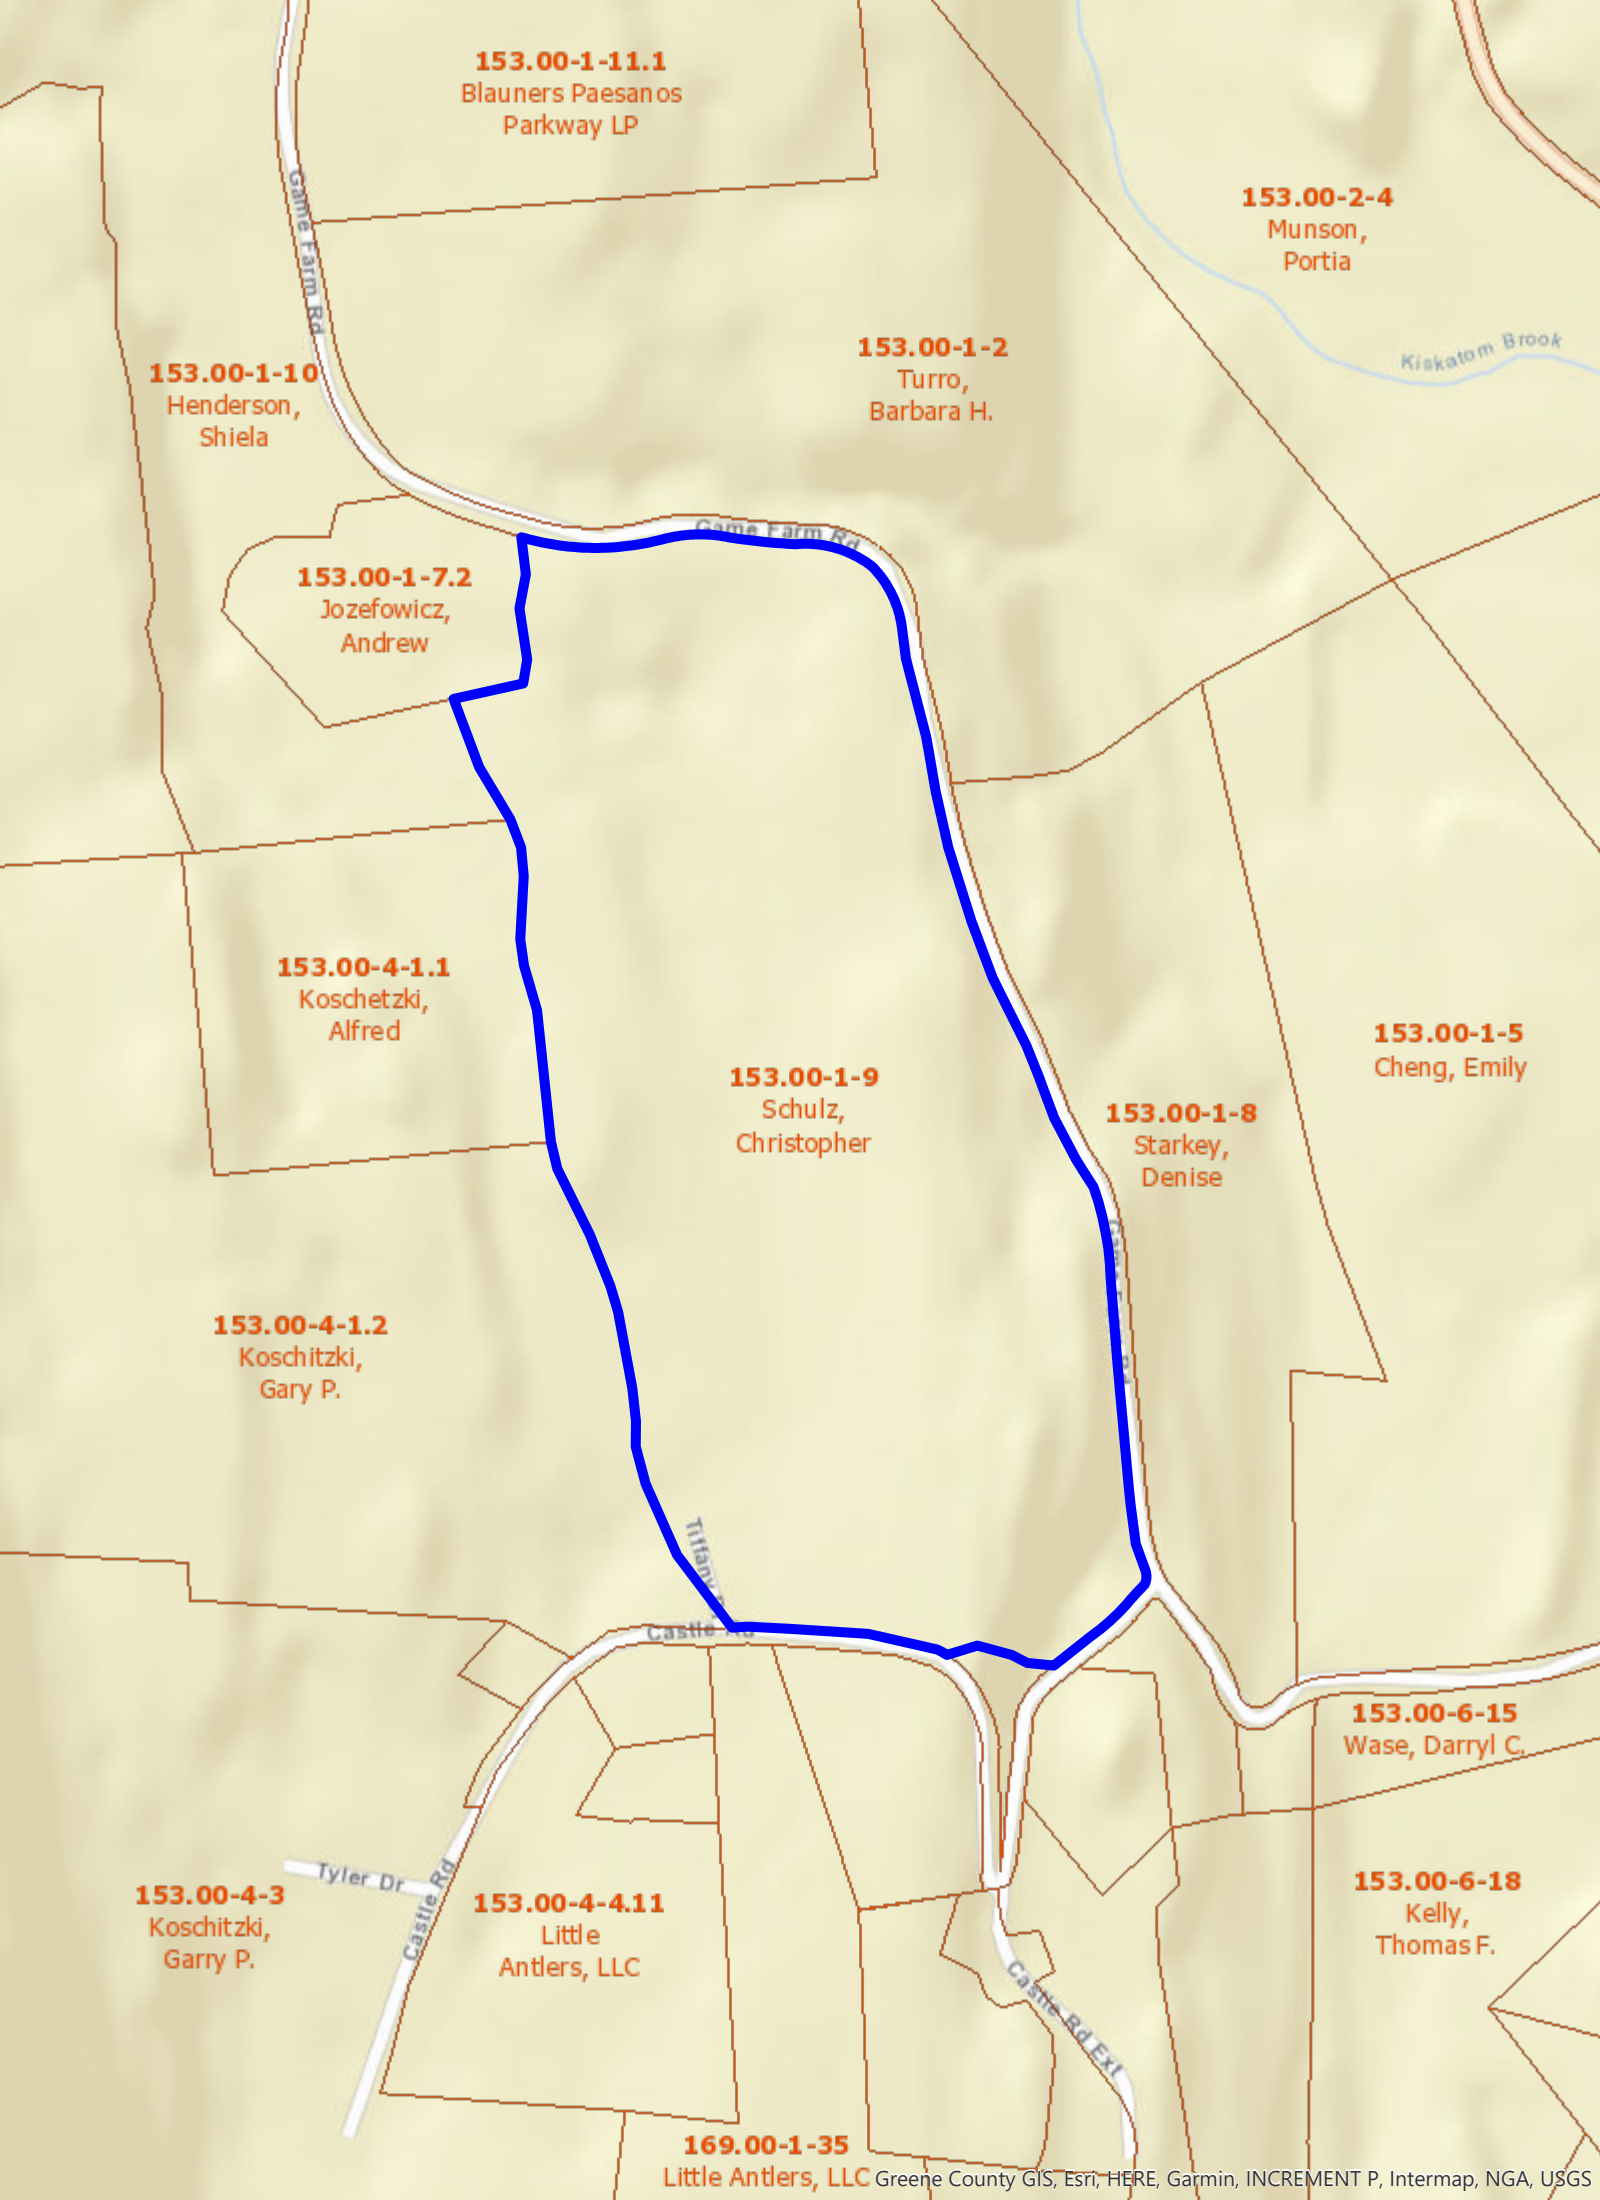 153.00-1-11.1
Blauners Paesanos
Parkway LP
Game Farm Rd
153.00-2-4
Munson,
Portia
Kiskatom Brook
153.00-1-2
Turro,
Barbara H.
153.00-1-10
Henderson,
Shiela
Game Farm Rd
153.00-1-7.2
Jozefowicz,
Andrew
153.00-4-1.1
Koschetzki,
Alfred
153.00-1-9
Schulz,
Christopher
153.00-1-5
Cheng, Emily
153.00-1-8
Starkey,
Denise
Game Farm Rd
153.00-4-1.2
Koschitzki,
Gary P.
Tiffany
Castle Rd
153.00-6-15
Wase, Darryl C.
Tyler Dr
Castle Rd
153.00-4-3
Koschitzki,
Garry P.
153.00-4-4.11
Little
Antlers, LLC
153.00-6-18
Kelly,
Thomas F.
Castle Rd Ext
169.00-1-35
Little Antlers, LLC
Greene County GIS, Esri, HERE, Garmin, INCREMENT P, Intermap, NGA, USGS